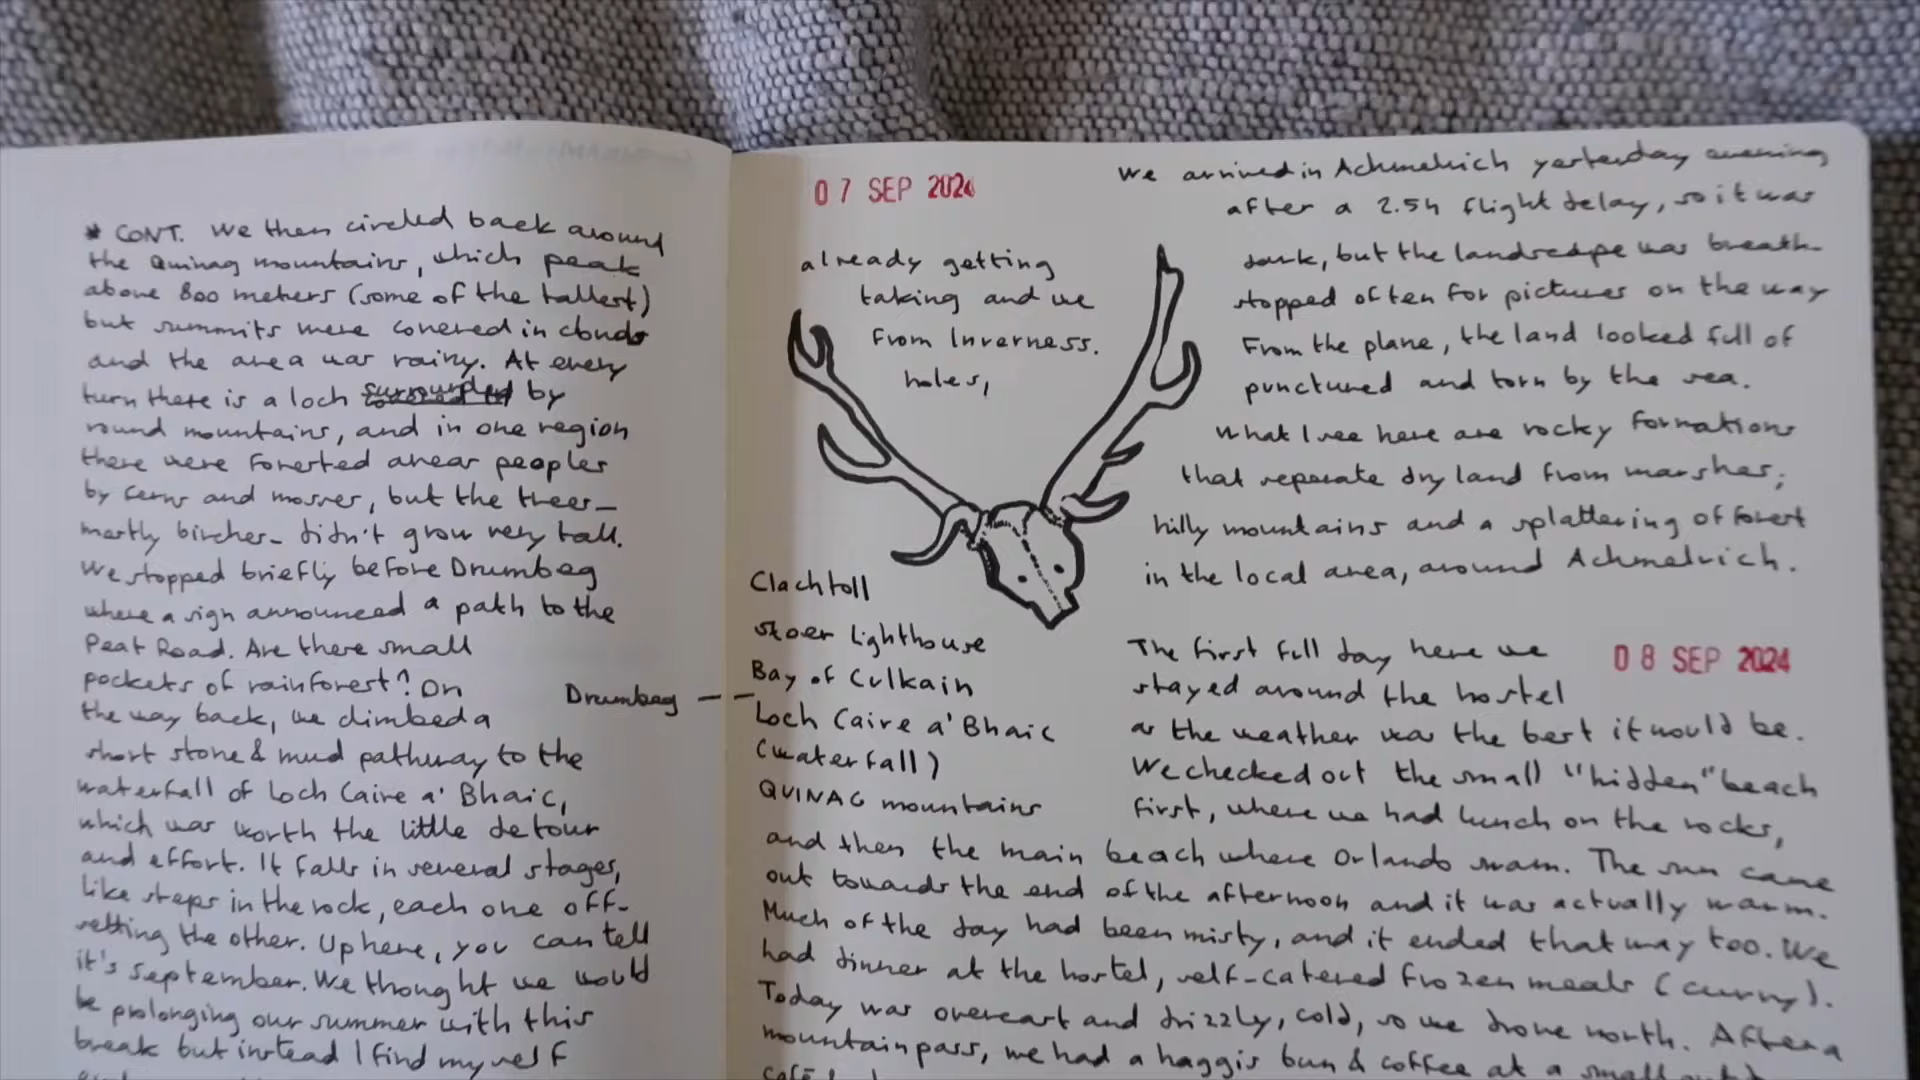 * CONT. We then circled back around
the Quinag mountains, which peak
above 800 meters (some of the tallest)
but summits were covered in clouds
and the area was rainy. At every
turn there is a loch surrounded by
round mountains, and in one region
there were forested areas peoples
by ferns and mosses, but the trees_
mostly birches_ didn't grow very tall.
We stopped briefly before Drumbeg
where a sign announced a path to the
Peat Road. Are there small
pockets of rainforest? On
the way back, we climbed a
short stone & mud pathway to the
waterfall of Loch Caire a' Bhaic,
which was worth the little detour
and effort. It falls in several stages,
like steps in the rock, each one off-
setting the other. Up here, you can tell
it's September. We thought we would
be prolonging our summer with this
break but instead I find myself
07 SEP 2024
We arrived in Achmelvich yesterday evening
after a 2.5h flight delay, so it was
already getting dark, but the landscape was breath-
taking and we stopped often for pictures on the way
from Inverness. From the plane, the land looked full of
holes, punctured and torn by the sea.
What I see here are rocky formations
that separate dry land from marshes;
hilly mountains and a splattering of forest
in the local area, around Achmelvich.
Clachtoll
Stoer lighthouse
Bay of Culkain
Drumbeg – –
Loch Caire a' Bhaic
(waterfall)
QUINAG mountains
08 SEP 2024
The first full day here we
stayed around the hostel
as the weather was the best it would be.
We checked out the small "hidden" beach
first, where we had lunch on the rocks,
and then the main beach where Orlando swam. The sun came
out towards the end of the afternoon and it was actually warm.
Much of the day had been misty, and it ended that way too. We
had dinner at the hostel, self-catered frozen meals (curry).
Today was overcast and drizzly, cold, so we drove north. After a
mountain pass, we had a haggis bun & coffee at a small
café